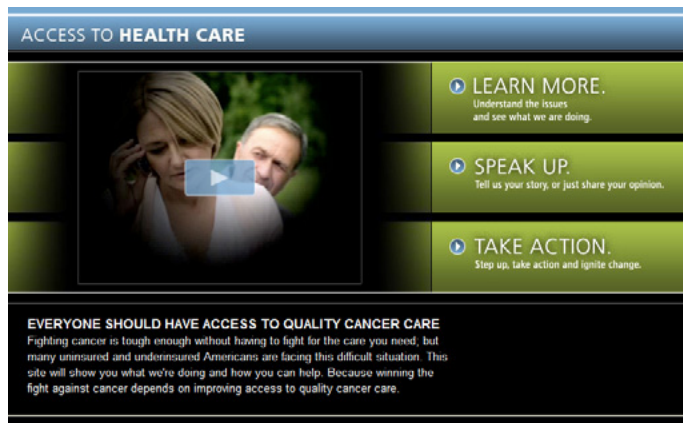 ACCESS TO HEALTH CARE
LEARN MORE.
Understand the issues
and see what we are doing.
SPEAK UP.
Tell us your story, or just share your opinion.
TAKE ACTION.
Step up, take action and ignite change.
EVERYONE SHOULD HAVE ACCESS TO QUALITY CANCER CARE
Fighting cancer is tough enough without having to fight for the care you need, but
many uninsured and underinsured Americans are facing this difficult situation. This
site will show you what we're doing and how you can help. Because winning the
fight against cancer depends on improving access to quality cancer care.